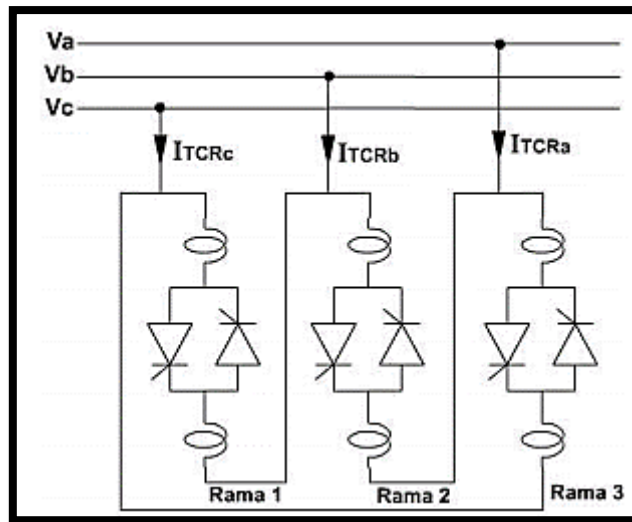 Va
Vb
Vc
ITCRc
ITCRb
ITCRa
Rama 1
Rama 2
Rama 3